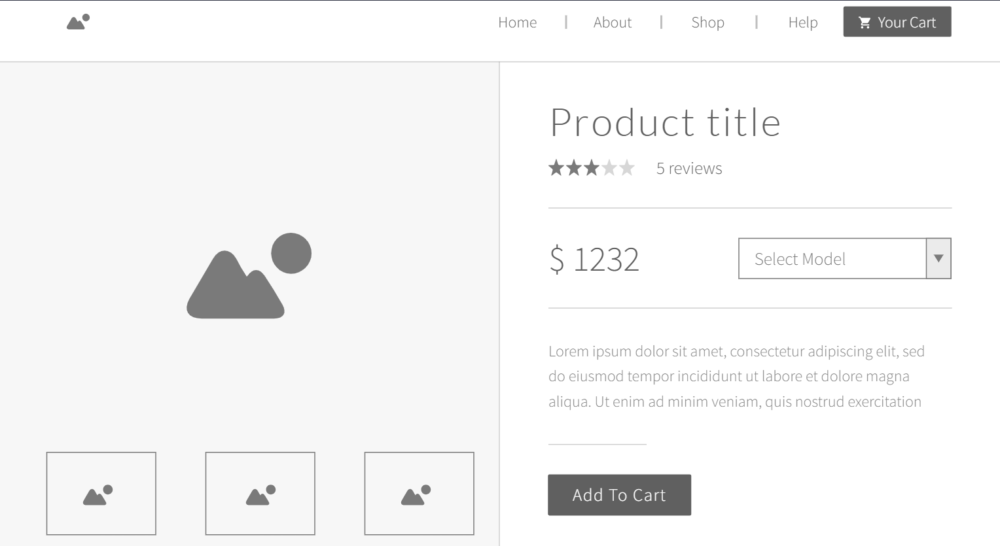 Home | About | Shop | Help Your Cart
Product title
5 reviews
$ 1232 Select Model
Lorem ipsum dolor sit amet, consectetur adipiscing elit, sed
do eiusmod tempor incididunt ut labore et dolore magna
aliqua. Ut enim ad minim veniam, quis nostrud exercitation
Add To Cart